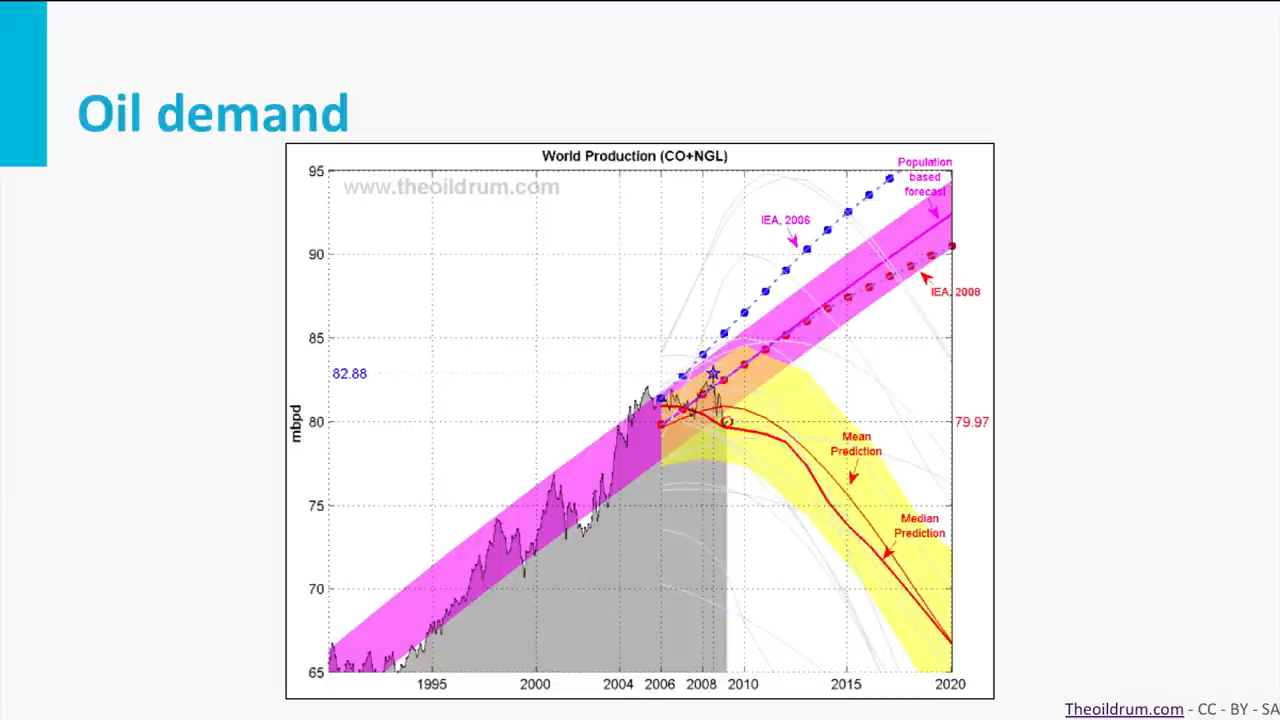 Oil demand
World Production (CO+NGL)
www.theoildrum.com
Population
based
forecast
IEA, 2006
IEA, 2008
95
90
85
82.88
80
79.97
75
70
65
mbpd
Mean
Prediction
Median
Prediction
1995 2000 2004 2006 2008 2010 2015 2020
Theoildrum.com - CC - BY - SA